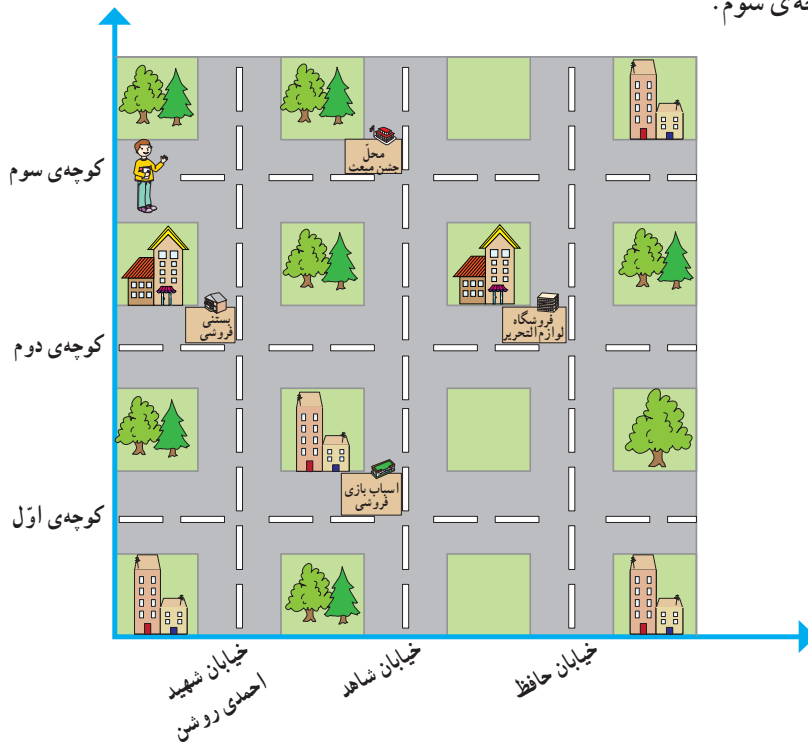 چه‌ی سوم.
محلّ
جشن مبعث
کوچه‌ی سوم
فروشگاه
لوازم التحریر
بستنی
فروشی
کوچه‌ی دوم
اسباب بازی
فروشی
کوچه‌ی اوّل
خیابان حافظ
خیابان شاهد
خیابان شهید
احمدی روشن